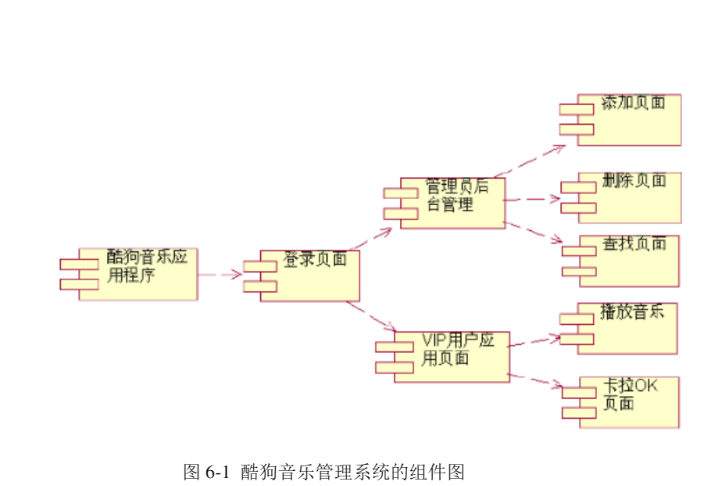 添加页面
管理员后
台管理
删除页面
查找页面
酷狗音乐应
用程序
登录页面
播放音乐
VIP用户应
用页面
卡拉OK
页面
图 6-1 酷狗音乐管理系统的组件图